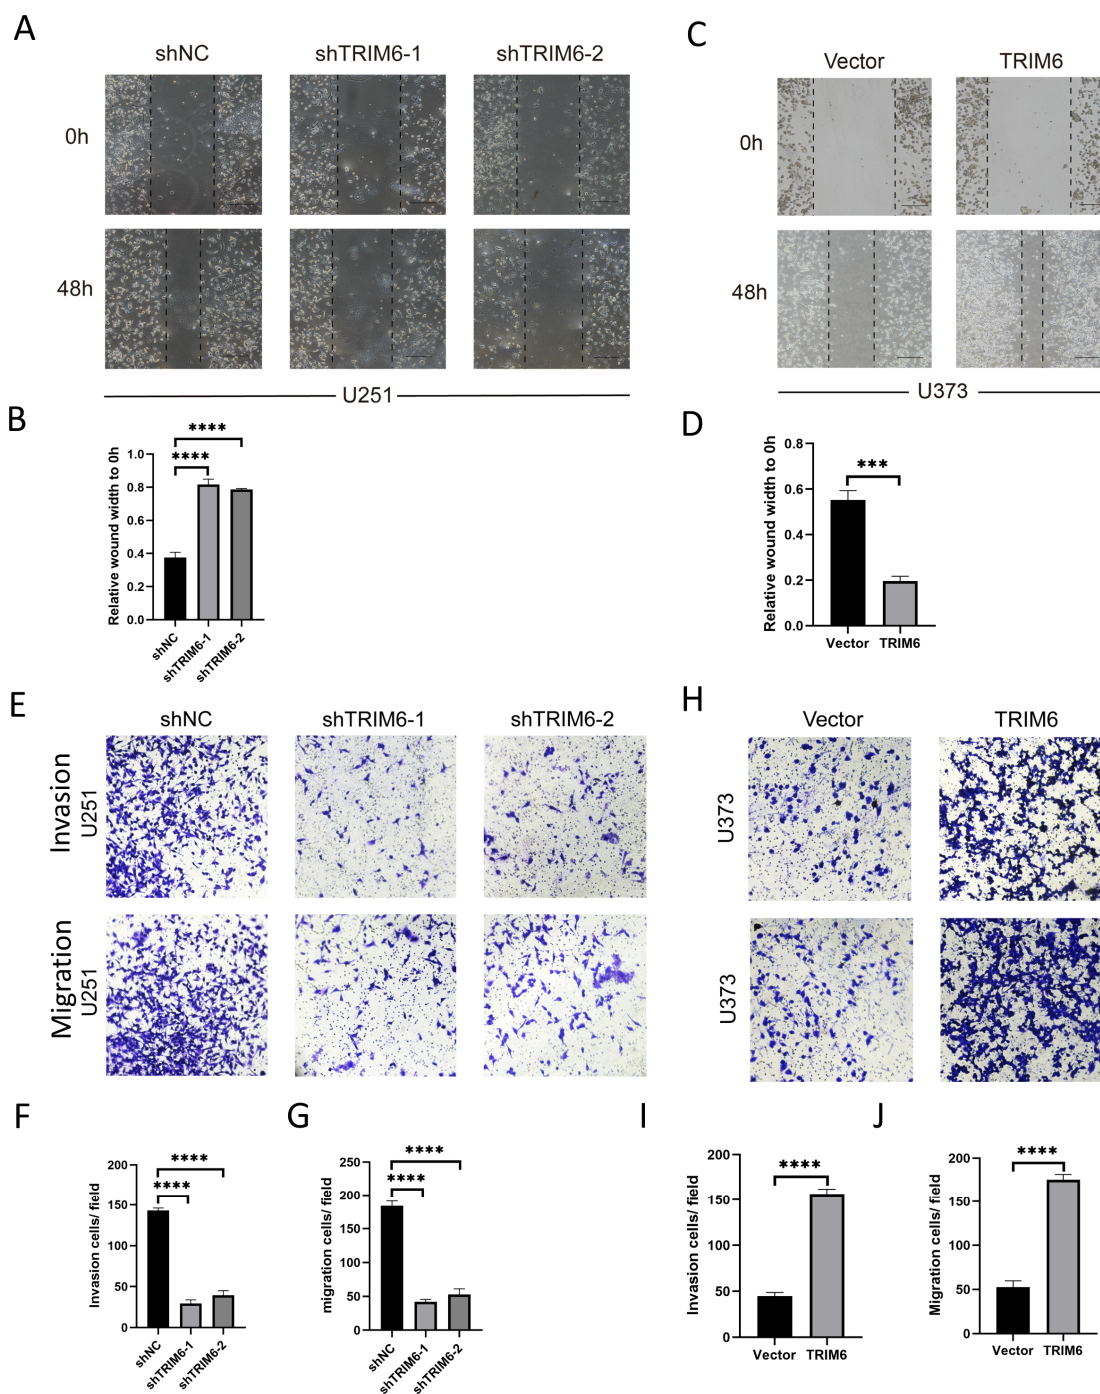 A
shNC
shTRIM6-1
shTRIM6-2
0h
48h
U251
C
Vector
TRIM6
0h
48h
U373
B
Relative wound width to 0h
1.0
0.8
0.6
0.4
0.2
0.0
****
****
shNC
shTRIM6-1
shTRIM6-2
D
Relative wound width to 0h
0.8
0.6
0.4
0.2
0.0
***
Vector
TRIM6
E
shNC
shTRIM6-1
shTRIM6-2
Invasion
U251
Migration
U251
H
Vector
TRIM6
U373
U373
F
Invasion cells/ field
200
150
100
50
0
****
****
shNC
shTRIM6-1
shTRIM6-2
G
migration cells/ field
250
200
150
100
50
0
****
****
shNC
shTRIM6-1
shTRIM6-2
I
Invasion cells/ field
200
150
100
50
0
****
Vector
TRIM6
J
Migration cells/ field
200
150
100
50
0
****
Vector
TRIM6